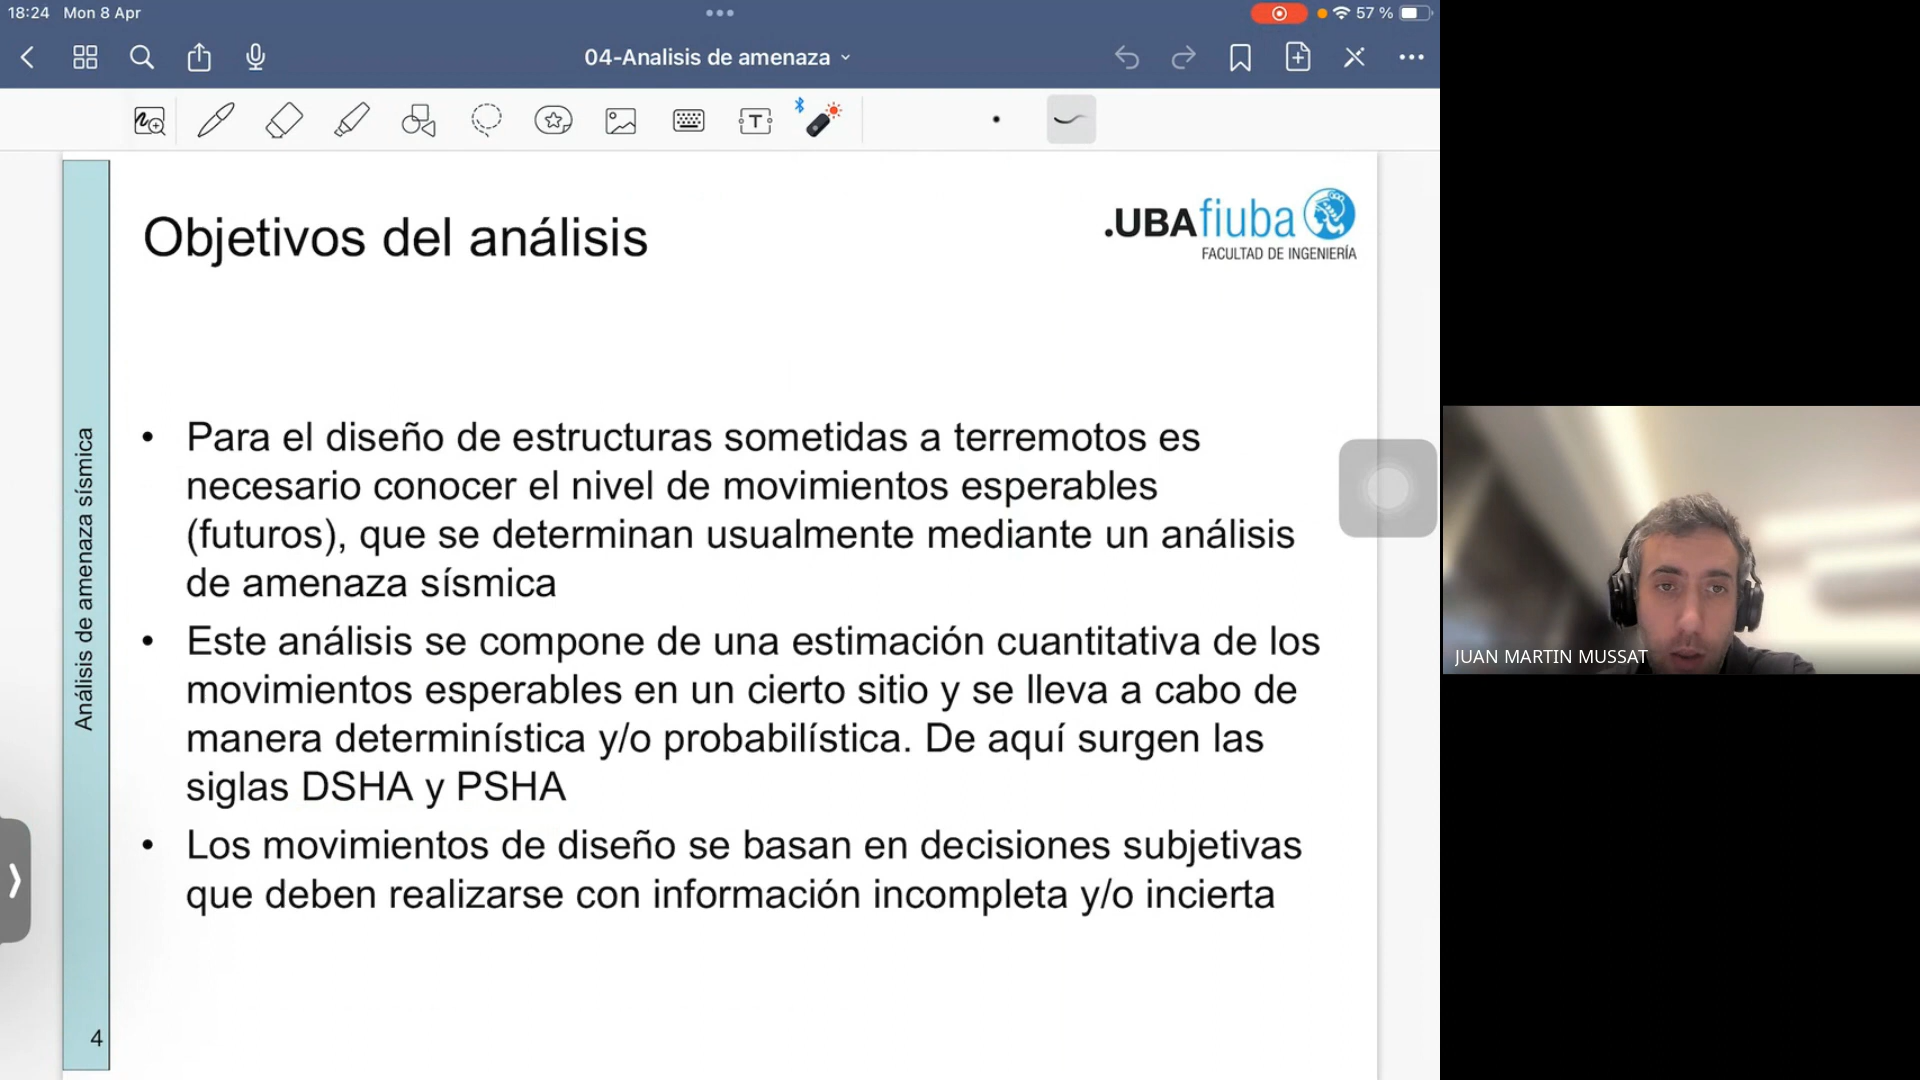 18:24 Mon 8 Apr
57 %
04-Analisis de amenaza
T
Objetivos del análisis
.UBAfiuba
FACULTAD DE INGENIERÍA
• Para el diseño de estructuras sometidas a terremotos es
necesario conocer el nivel de movimientos esperables
(futuros), que se determinan usualmente mediante un análisis
de amenaza sísmica
• Este análisis se compone de una estimación cuantitativa de los
movimientos esperables en un cierto sitio y se lleva a cabo de
manera determinística y/o probabilística. De aquí surgen las
siglas DSHA y PSHA
• Los movimientos de diseño se basan en decisiones subjetivas
que deben realizarse con información incompleta y/o incierta
Análisis de amenaza sísmica
4
JUAN MARTIN MUSSAT